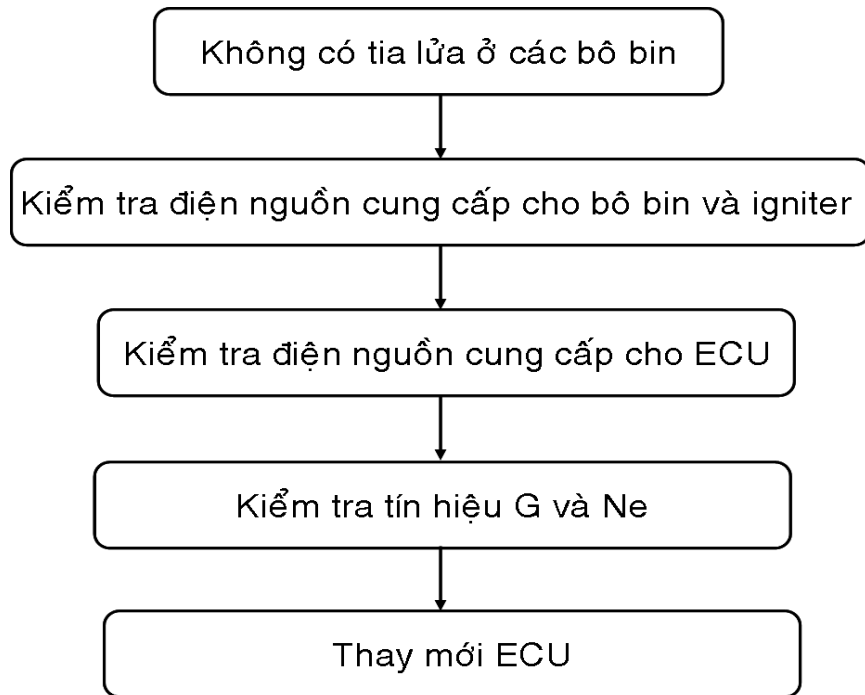 Không có tia lửa ở các bô bin
Kiểm tra điện nguồn cung cấp cho bô bin và igniter
Kiểm tra điện nguồn cung cấp cho ECU
Kiểm tra tín hiệu G và Ne
Thay mới ECU